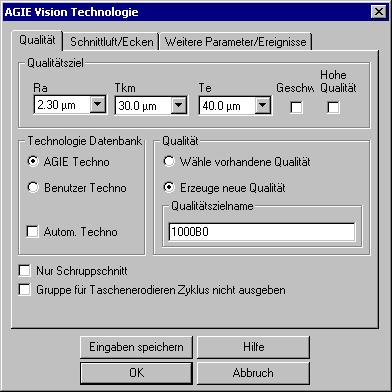 AGIE Vision Technologie
Qualität Schnittluft/Ecken Weitere Parameter/Ereignisse
Qualitätsziel
Ra Tkm Te Geschw. Hohe Qualität
2.30 µm 30.0 µm 40.0 µm
Technologie Datenbank
AGIE Techno
Benutzer Techno
Autom. Techno
Qualität
Wähle vorhandene Qualität
Erzeuge neue Qualität
Qualitätszielname
1000B0
Nur Schruppschnitt
Gruppe für Taschenerodieren Zyklus nicht ausgeben
Eingaben speichern Hilfe
OK Abbruch